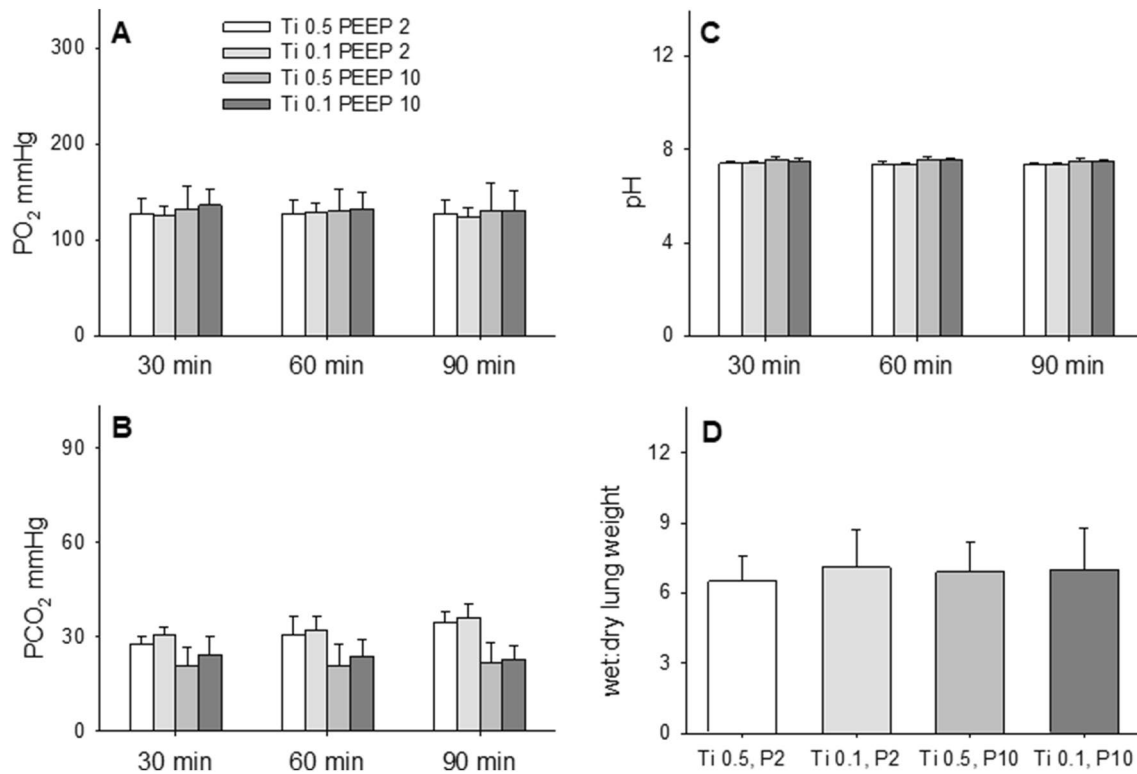 A
Ti 0.5 PEEP 2
Ti 0.1 PEEP 2
Ti 0.5 PEEP 10
Ti 0.1 PEEP 10
300
200
100
0
PO2 mmHg
30 min 60 min 90 min
C
12
8
4
0
pH
30 min 60 min 90 min
B
90
60
30
0
PCO2 mmHg
30 min 60 min 90 min
D
12
9
6
3
0
wet:dry lung weight
Ti 0.5, P2 Ti 0.1, P2 Ti 0.5, P10 Ti 0.1, P10